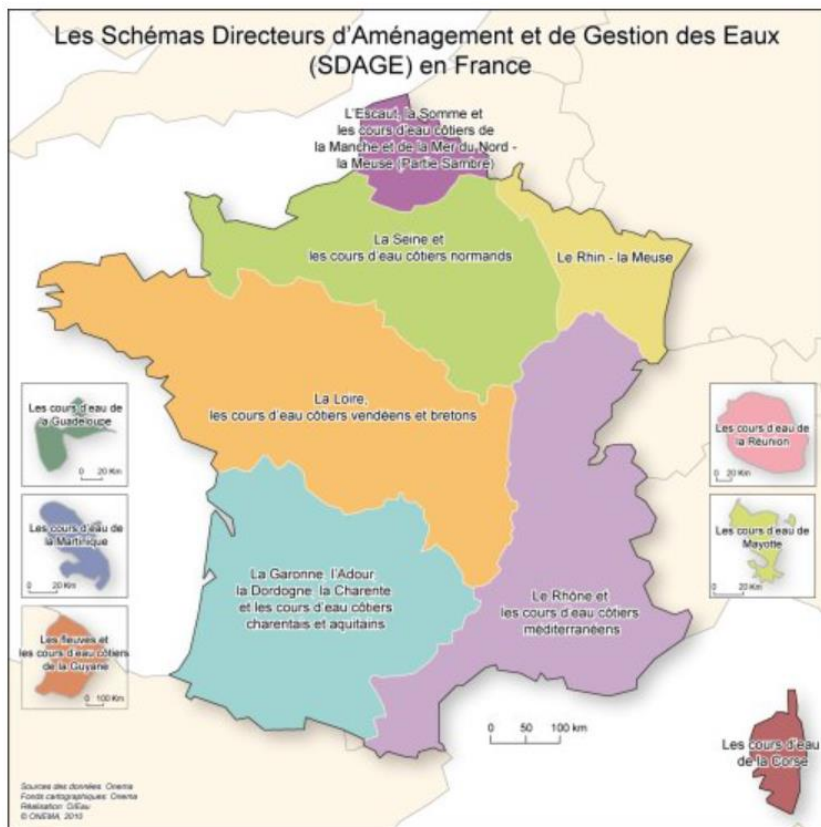 Les Schémas Directeurs d'Aménagement et de Gestion des Eaux
(SDAGE) en France
L'Escaut, la Somme et
les cours d'eau côtiers de
la Manche et de la Mer du Nord -
la Meuse (Partie Sambre)
La Seine et
les cours d'eau côtiers normands
Le Rhin - la Meuse
La Loire,
les cours d'eau côtiers vendéens et bretons
Les cours d'eau de
la Guadeloupe
0 20 Km
Les cours d'eau de
la Réunion
0 20 Km
Les cours d'eau de
la Martinique
0 20 Km
Les cours d'eau de
Mayotte
0 20 Km
La Garonne, l'Adour,
la Dordogne, la Charente
et les cours d'eau côtiers
charentais et aquitains
Le Rhône et
les cours d'eau côtiers
méditerranéens
Les fleuves et
les cours d'eau côtiers
de la Guyane
0 100 Km
0 50 100 km
Les cours d'eau
de la Corse
Sources des données: Onema
Fonds cartographiques: Onema
Réalisation: OIEau
© ONEMA, 2010